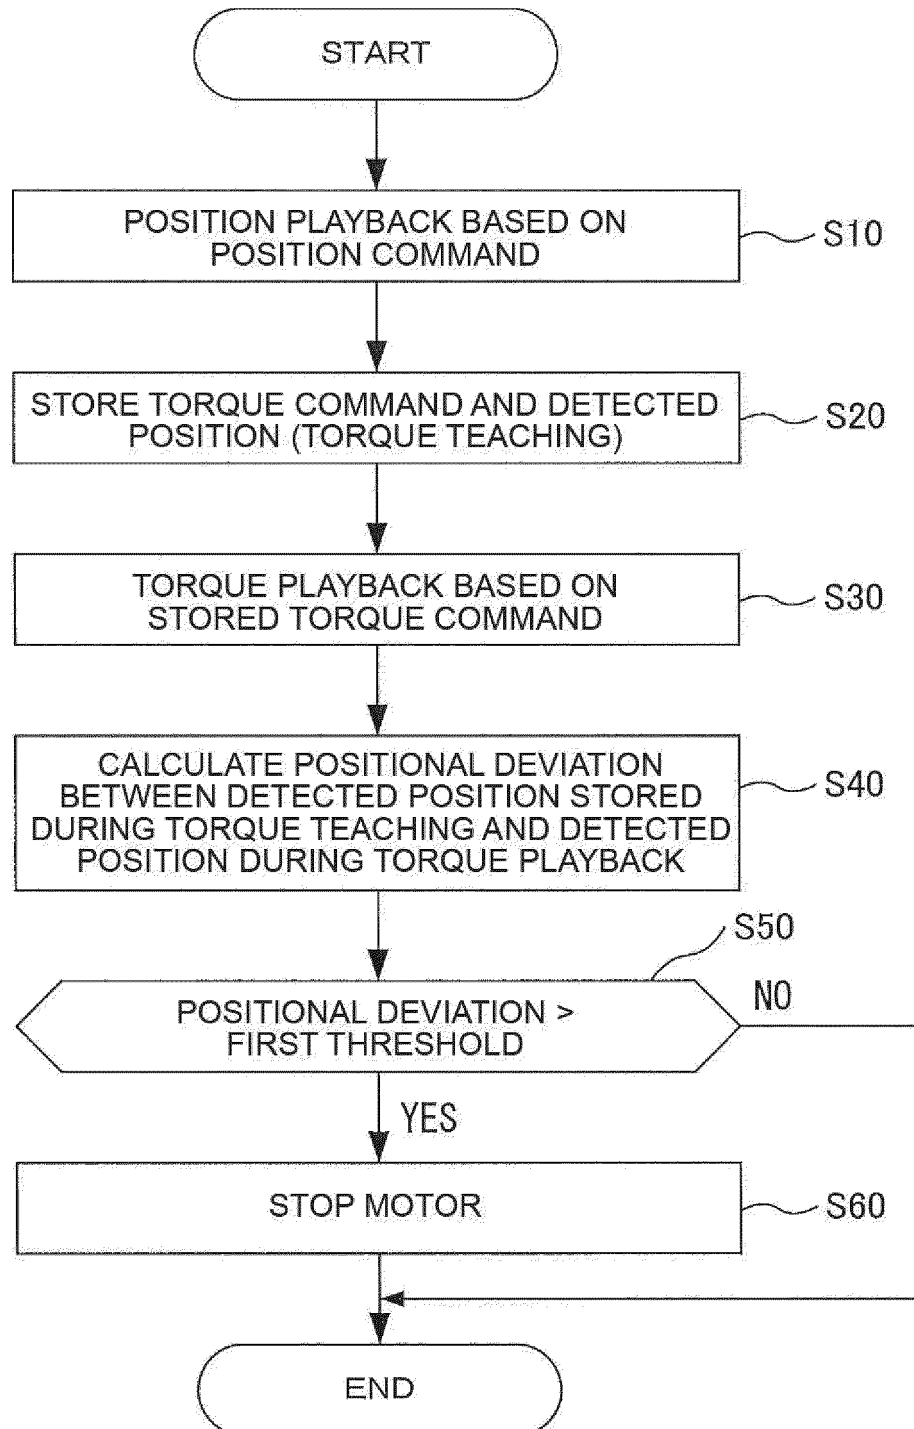 START
POSITION PLAYBACK BASED ON
POSITION COMMAND
S10
STORE TORQUE COMMAND AND DETECTED
POSITION (TORQUE TEACHING)
S20
TORQUE PLAYBACK BASED ON
STORED TORQUE COMMAND
S30
CALCULATE POSITIONAL DEVIATION
BETWEEN DETECTED POSITION STORED
DURING TORQUE TEACHING AND DETECTED
POSITION DURING TORQUE PLAYBACK
S40
S50
POSITIONAL DEVIATION >
FIRST THRESHOLD
NO
YES
STOP MOTOR
S60
END